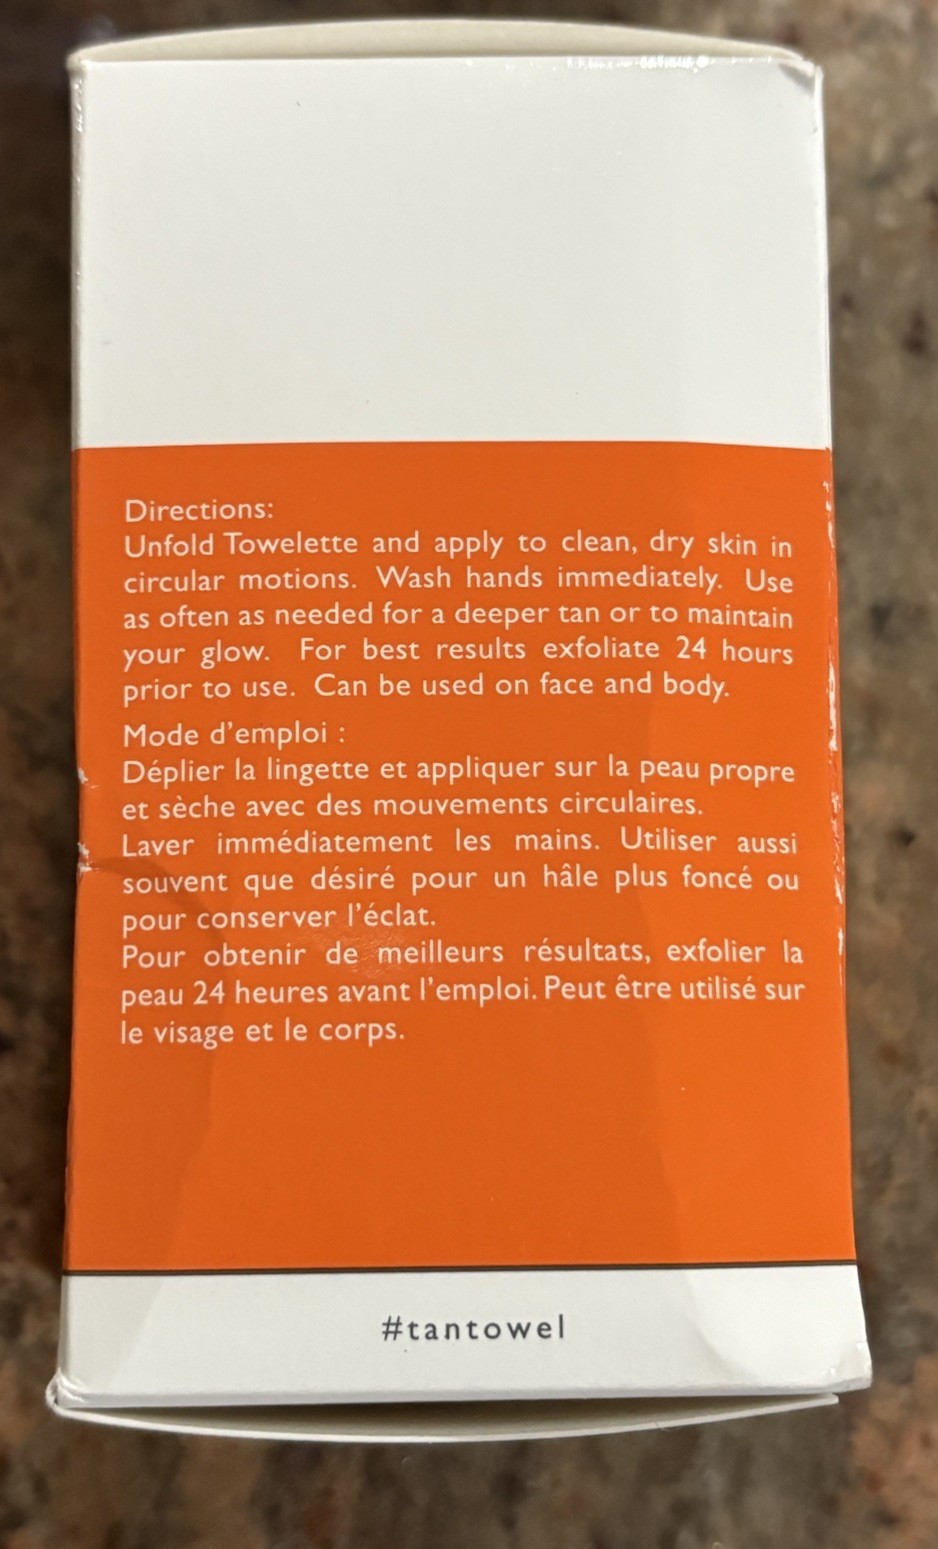 Directions:
Unfold Towelette and apply to clean, dry skin in
circular motions. Wash hands immediately. Use
as often as needed for a deeper tan or to maintain
your glow. For best results exfoliate 24 hours
prior to use. Can be used on face and body.
Mode d'emploi :
Déplier la lingette et appliquer sur la peau propre
et sèche avec des mouvements circulaires.
Laver immédiatement les mains. Utiliser aussi
souvent que désiré pour un hâle plus foncé ou
pour conserver l'éclat.
Pour obtenir de meilleurs résultats, exfolier la
peau 24 heures avant l'emploi. Peut être utilisé sur
le visage et le corps.
#tantowel